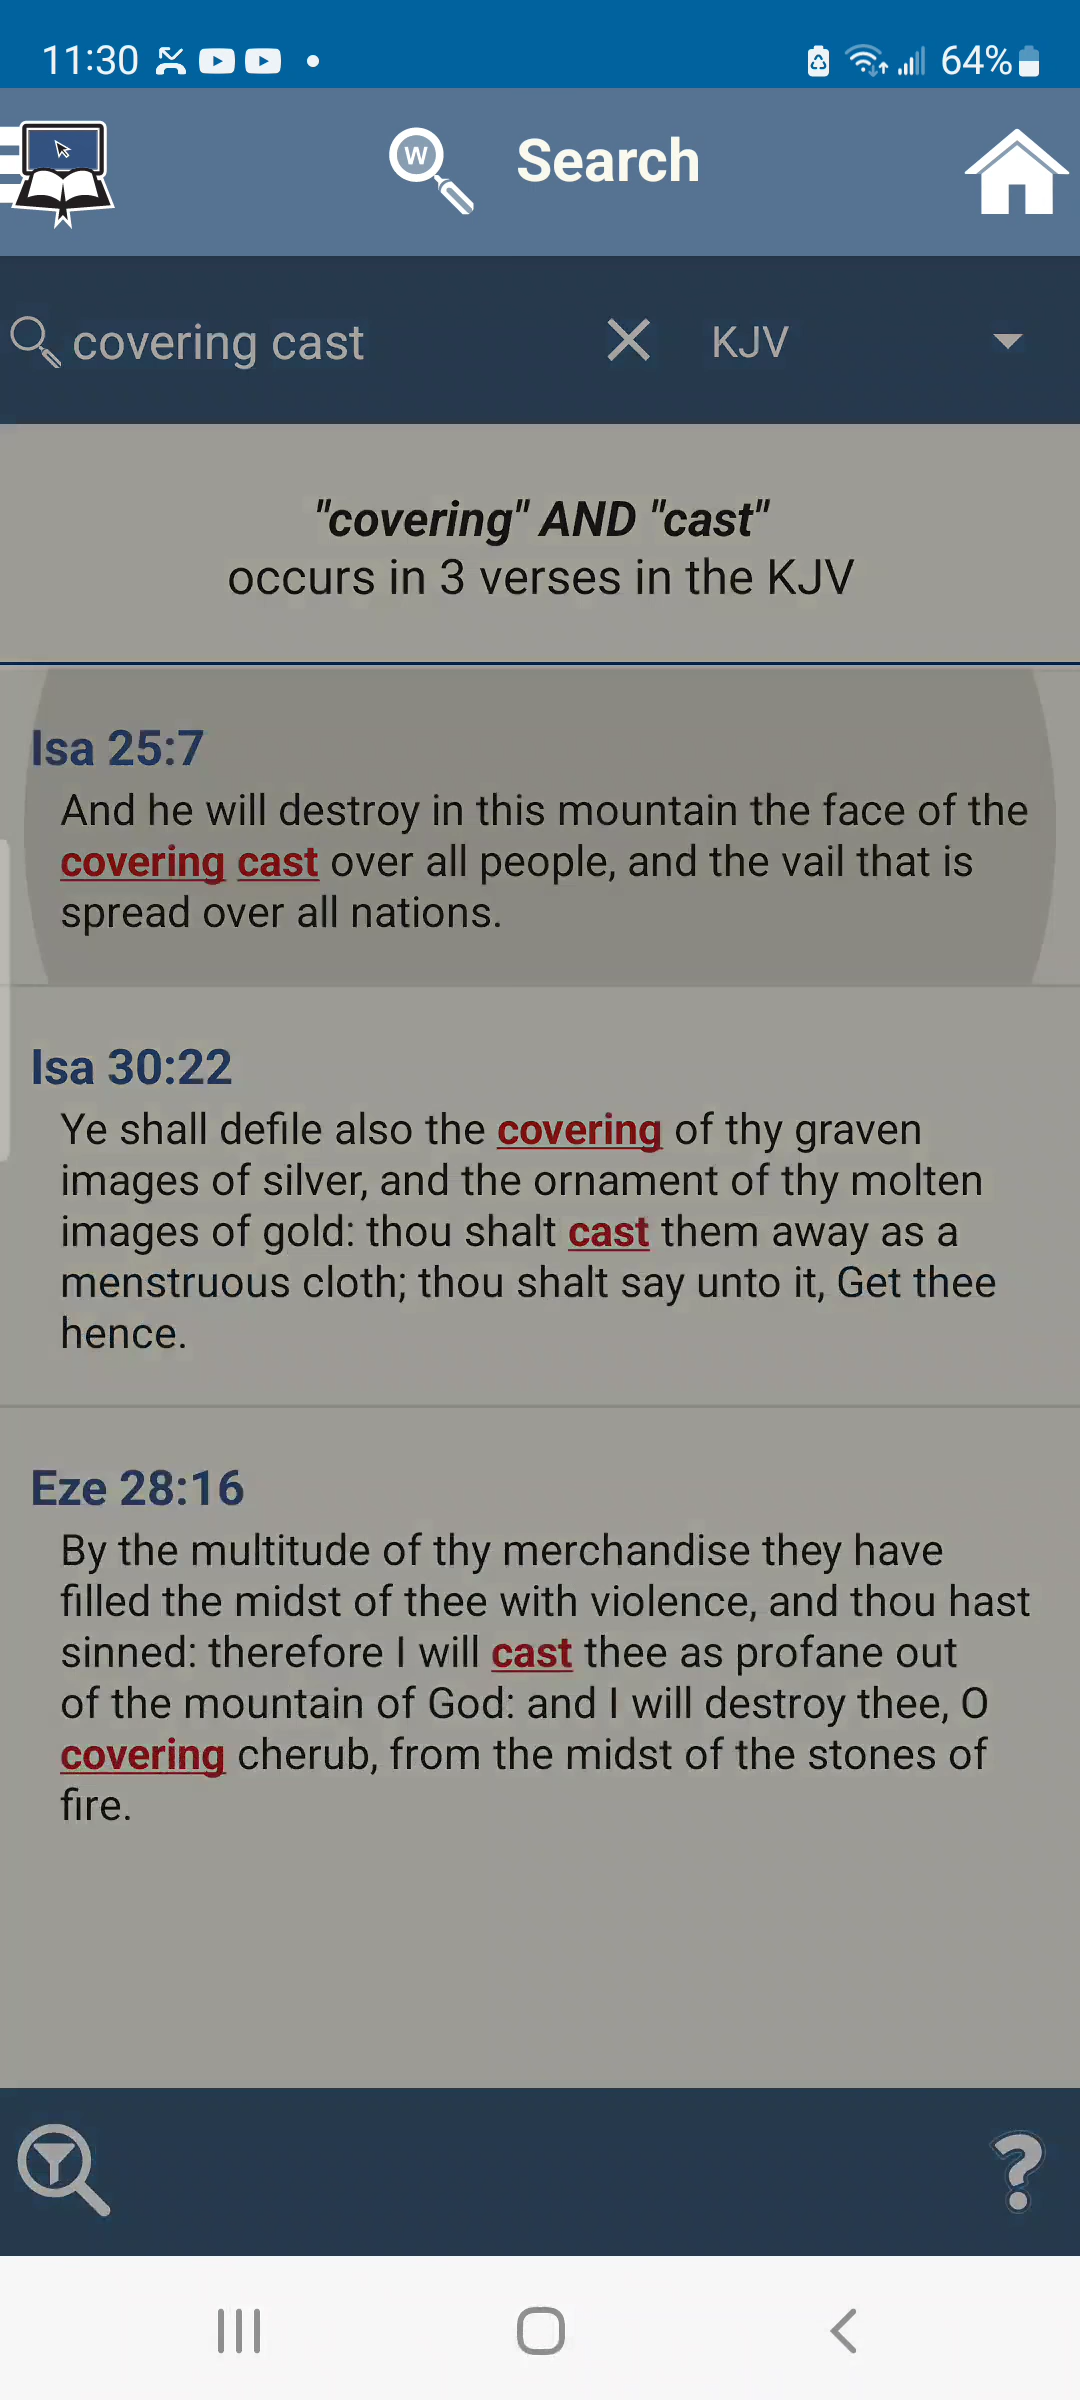 11:30
64%
W
Search
covering cast
KJV
"covering" AND "cast"
occurs in 3 verses in the KJV
Isa 25:7
And he will destroy in this mountain the face of the
covering cast over all people, and the vail that is
spread over all nations.
Isa 30:22
Ye shall defile also the covering of thy graven
images of silver, and the ornament of thy molten
images of gold: thou shalt cast them away as a
menstruous cloth; thou shalt say unto it, Get thee
hence.
Eze 28:16
By the multitude of thy merchandise they have
filled the midst of thee with violence, and thou hast
sinned: therefore I will cast thee as profane out
of the mountain of God: and I will destroy thee, O
covering cherub, from the midst of the stones of
fire.
?